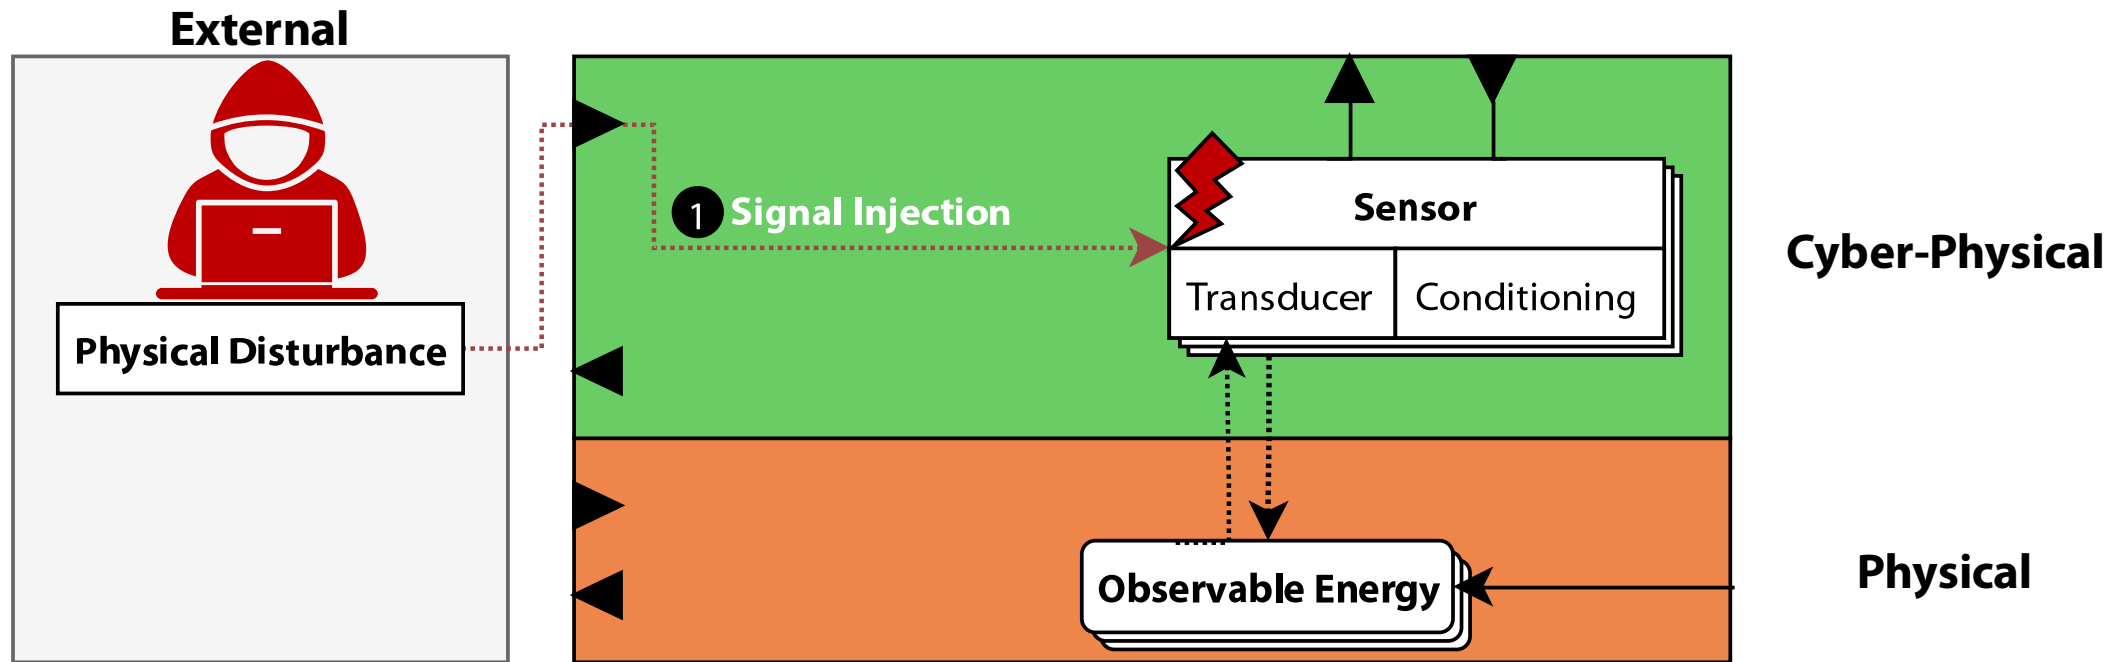 External
Physical Disturbance
1 Signal Injection
Sensor
Transducer
Conditioning
Cyber-Physical
Observable Energy
Physical